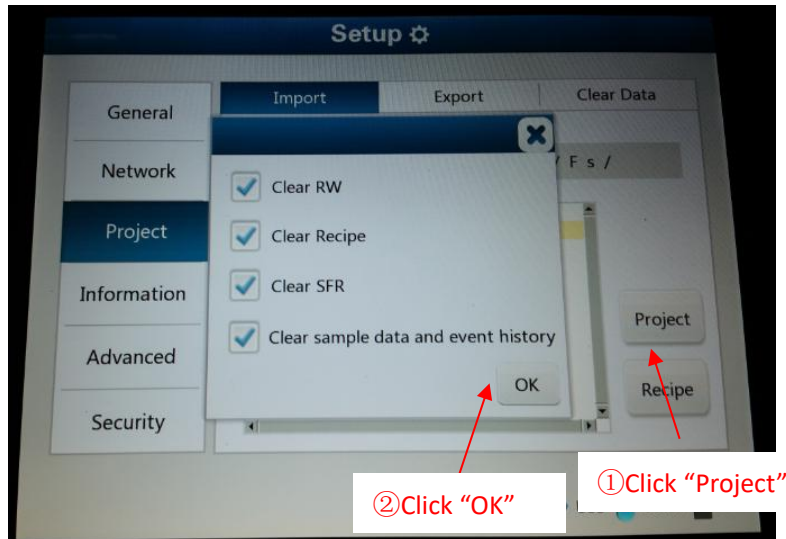 Setup
General
Import Export Clear Data
Network
/ F s /
Clear RW
Project
Clear Recipe
Information
Clear SFR
Project
Advanced
Clear sample data and event history
OK
Recipe
Security
①Click “Project”
②Click “OK”